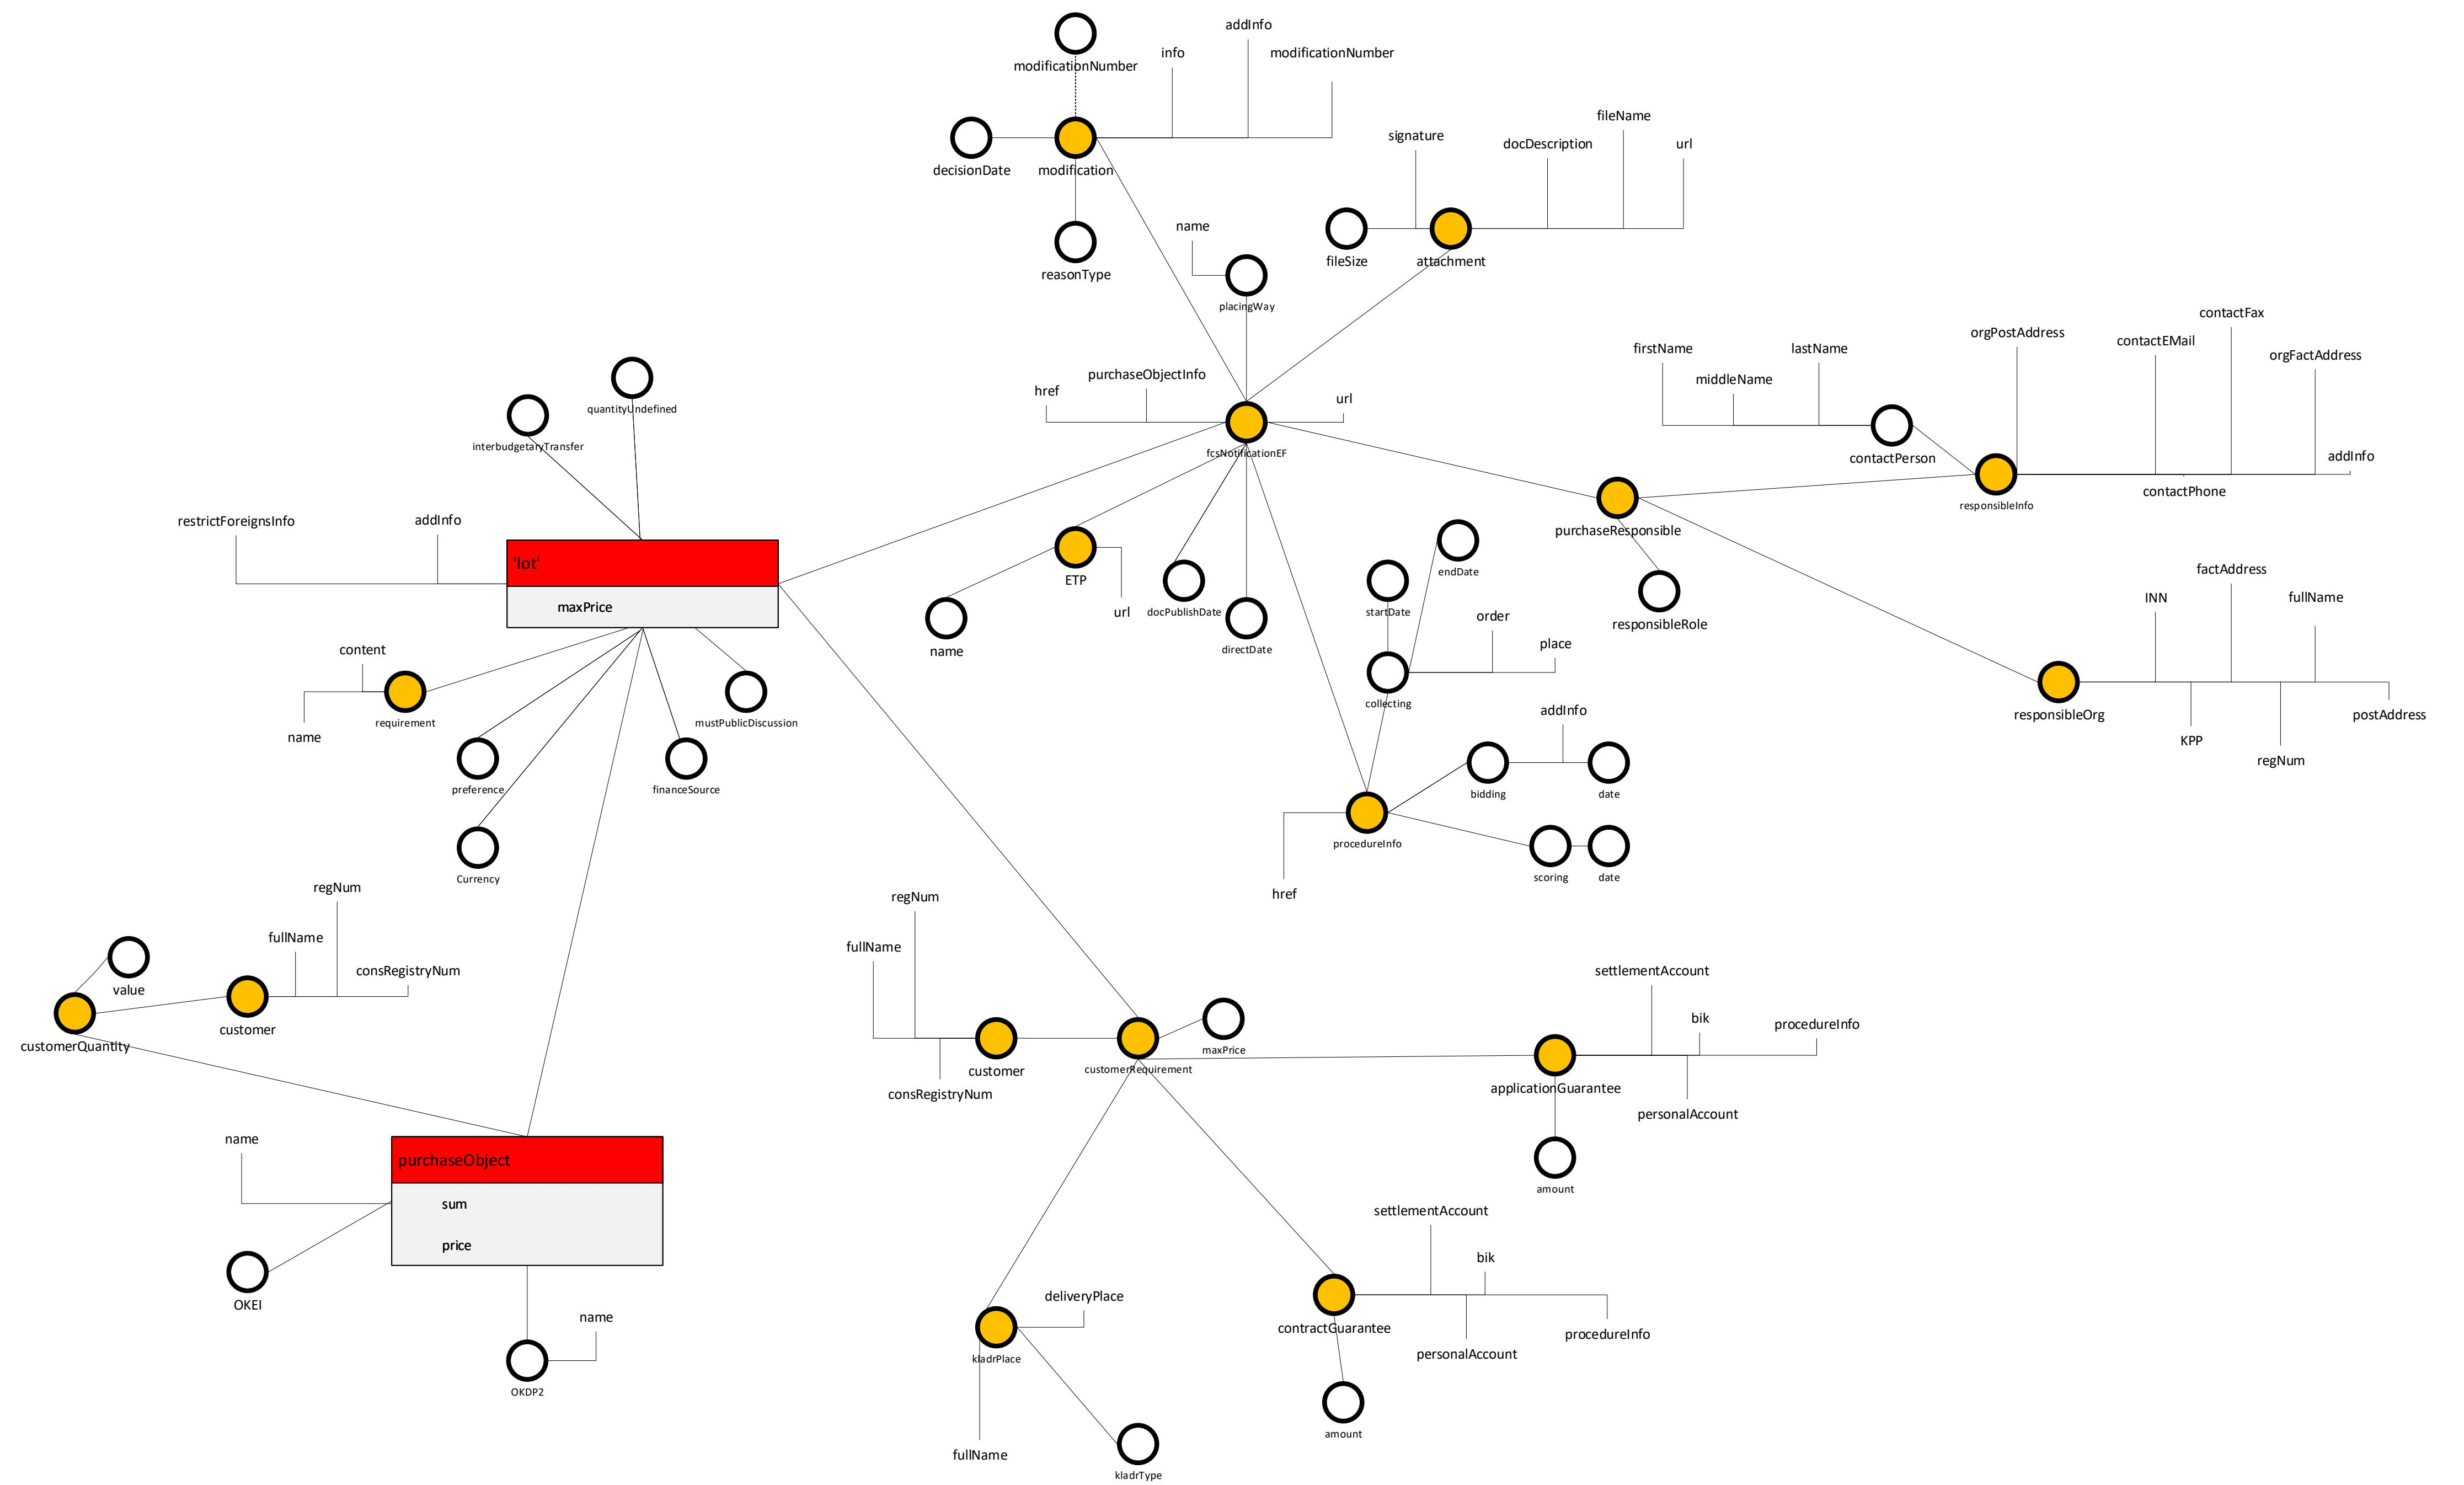 addInfo
info
modificationNumber
modificationNumber
fileName
signature
docDescription
url
decisionDate
modification
name
fileSize
attachment
reasonType
placingWay
contactFax
orgPostAddress
contactEMail
firstName
lastName
orgFactAddress
purchaseObjectInfo
middleName
href
url
quantityUndefined
interbudgetaryTransfer
fcsNotificationEF
contactPerson
addInfo
contactPhone
responsibleInfo
restrictForeignsInfo
addInfo
purchaseResponsible
'lot'
maxPrice
endDate
factAddress
ETP
url
docPublishDate
startDate
INN
fullName
order
responsibleRole
name
directDate
place
content
requirement
mustPublicDiscussion
collecting
addInfo
responsibleOrg
postAddress
name
KPP
regNum
preference
financeSource
bidding
date
procedureInfo
Currency
scoring
date
href
regNum
regNum
fullName
fullName
consRegistryNum
settlementAccount
value
customer
bik
procedureInfo
customerQuantity
maxPrice
customer
customerRequirement
consRegistryNum
applicationGuarantee
personalAccount
name
purchaseObject
sum
price
amount
settlementAccount
bik
OKEI
deliveryPlace
name
contractGuarantee
procedureInfo
personalAccount
kladrPlace
OKDP2
amount
fullName
kladrType